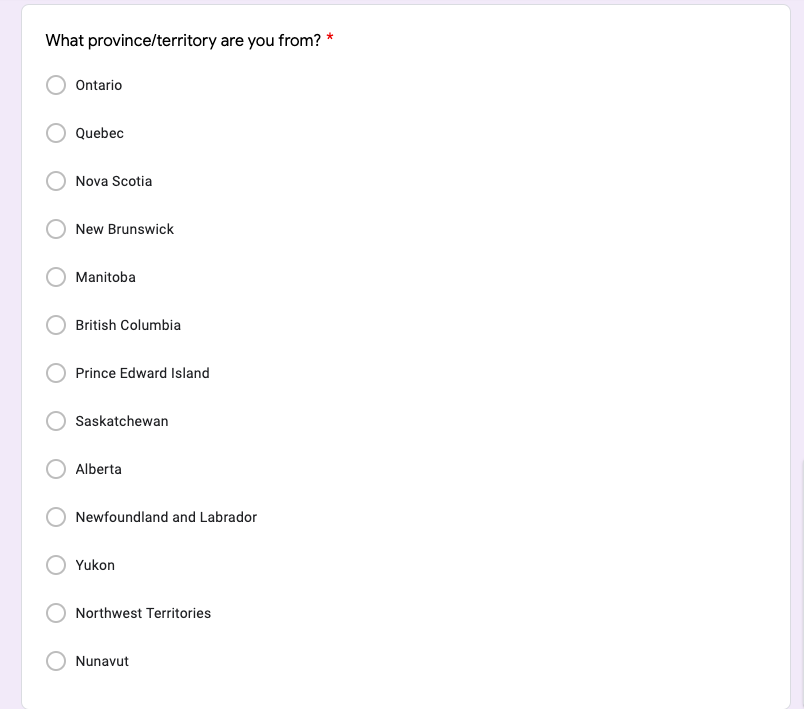 What province/territory are you from? *
Ontario
Quebec
Nova Scotia
New Brunswick
Manitoba
British Columbia
Prince Edward Island
Saskatchewan
Alberta
Newfoundland and Labrador
Yukon
Northwest Territories
Nunavut